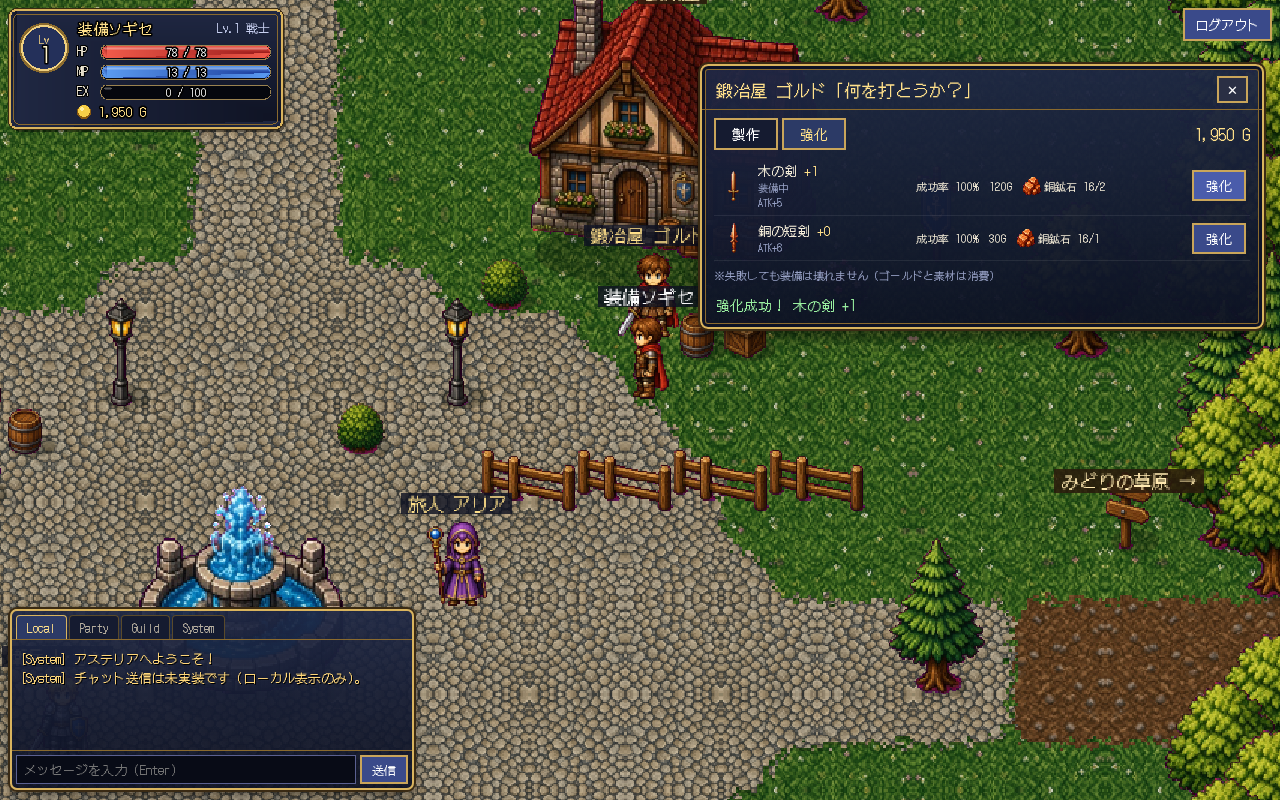 Lv
1
装備ソギセ
Lv.1 戦士
HP
78 / 78
MP
13 / 13
EX
0 / 100
1,950 G
ログアウト
鍛冶屋 ゴルド「何を打とうか？」
×
製作
強化
1,950 G
木の剣 +1
装備中
ATK+5
成功率 100% 120G 銅鉱石 16/2
強化
銅の短剣 +0
ATK+8
成功率 100% 30G 銅鉱石 16/1
強化
※失敗しても装備は壊れません（ゴールドと素材は消費）
強化成功！ 木の剣 +1
鍛冶屋 ゴルド
装備ソギセ
みどりの草原 →
旅人 アリア
Local
Party
Guild
System
[System] アステリアへようこそ！
[System] チャット送信は未実装です（ローカル表示のみ）。
メッセージを入力（Enter）
送信